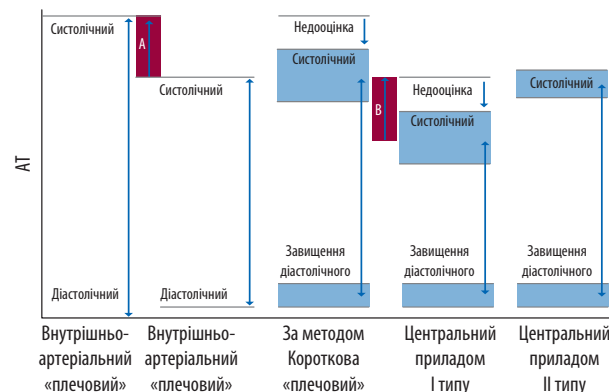 Систолічний
А
Систолічний
Недооцінка
Систолічний
В
Недооцінка
Систолічний
Систолічний
АТ
Діастолічний
Діастолічний
Завищення
діастолічного
Завищення
діастолічного
Завищення
діастолічного
Внутрішньо-
артеріальний
«плечовий»
Внутрішньо-
артеріальний
«плечовий»
За методом
Короткова
«плечовий»
Центральний
приладом
І типу
Центральний
приладом
ІІ типу